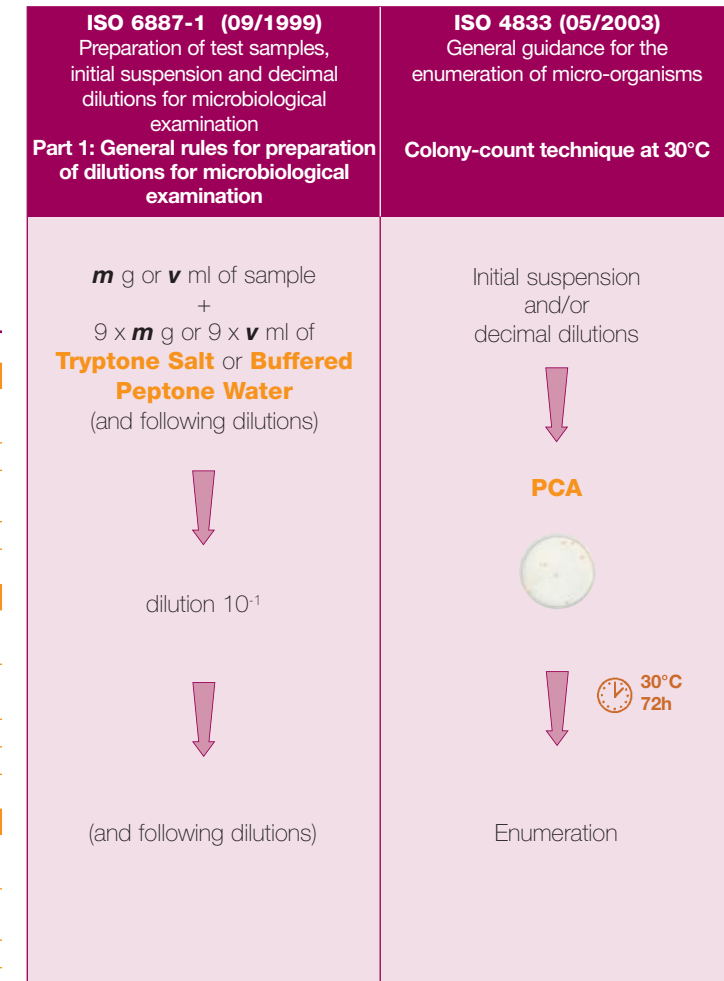 ISO 6887-1 (09/1999)
Preparation of test samples,
initial suspension and decimal
dilutions for microbiological
examination
Part 1: General rules for preparation
of dilutions for microbiological
examination
m g or v ml of sample
+
9 x m g or 9 x v ml of
Tryptone Salt or Buffered
Peptone Water
(and following dilutions)
dilution 10-1
(and following dilutions)
ISO 4833 (05/2003)
General guidance for the
enumeration of micro-organisms
Colony-count technique at 30°C
Initial suspension
and/or
decimal dilutions
PCA
30°C
72h
Enumeration